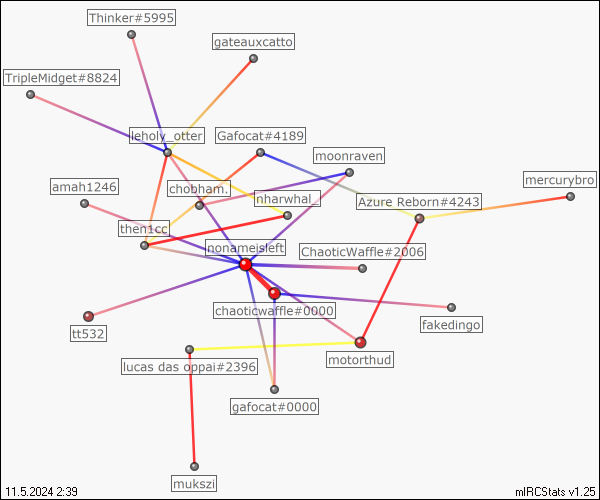 Thinker#5995
gateauxcatto
TripleMidget#8824
leholy_otter
Gafocat#4189
moonraven
mercurybro
amah1246
chobham.
nharwhal_
Azure Reborn#4243
then1cc
nonameisleft
ChaoticWaffle#2006
chaoticwaffle#0000
fakedingo
tt532
motorthud
lucas das oppai#2396
gafocat#0000
mukszi
11.5.2024 2:39
mIRCStats v1.25